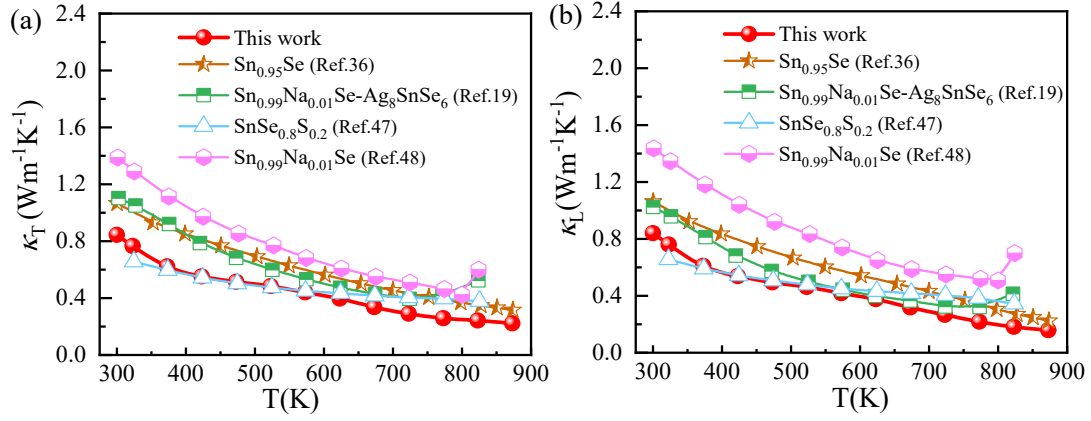 (a)
2.4
2.0
1.6
1.2
0.8
0.4
0.0
κT(Wm⁻¹K⁻¹)
This work
Sn0.95Se (Ref.36)
Sn0.99Na0.01Se-Ag8SnSe6 (Ref.19)
SnSe0.8S0.2 (Ref.47)
Sn0.99Na0.01Se (Ref.48)
300 400 500 600 700 800 900
T(K)
(b)
2.4
2.0
1.6
1.2
0.8
0.4
0.0
κL(Wm⁻¹K⁻¹)
This work
Sn0.95Se (Ref.36)
Sn0.99Na0.01Se-Ag8SnSe6 (Ref.19)
SnSe0.8S0.2 (Ref.47)
Sn0.99Na0.01Se (Ref.48)
300 400 500 600 700 800 900
T(K)